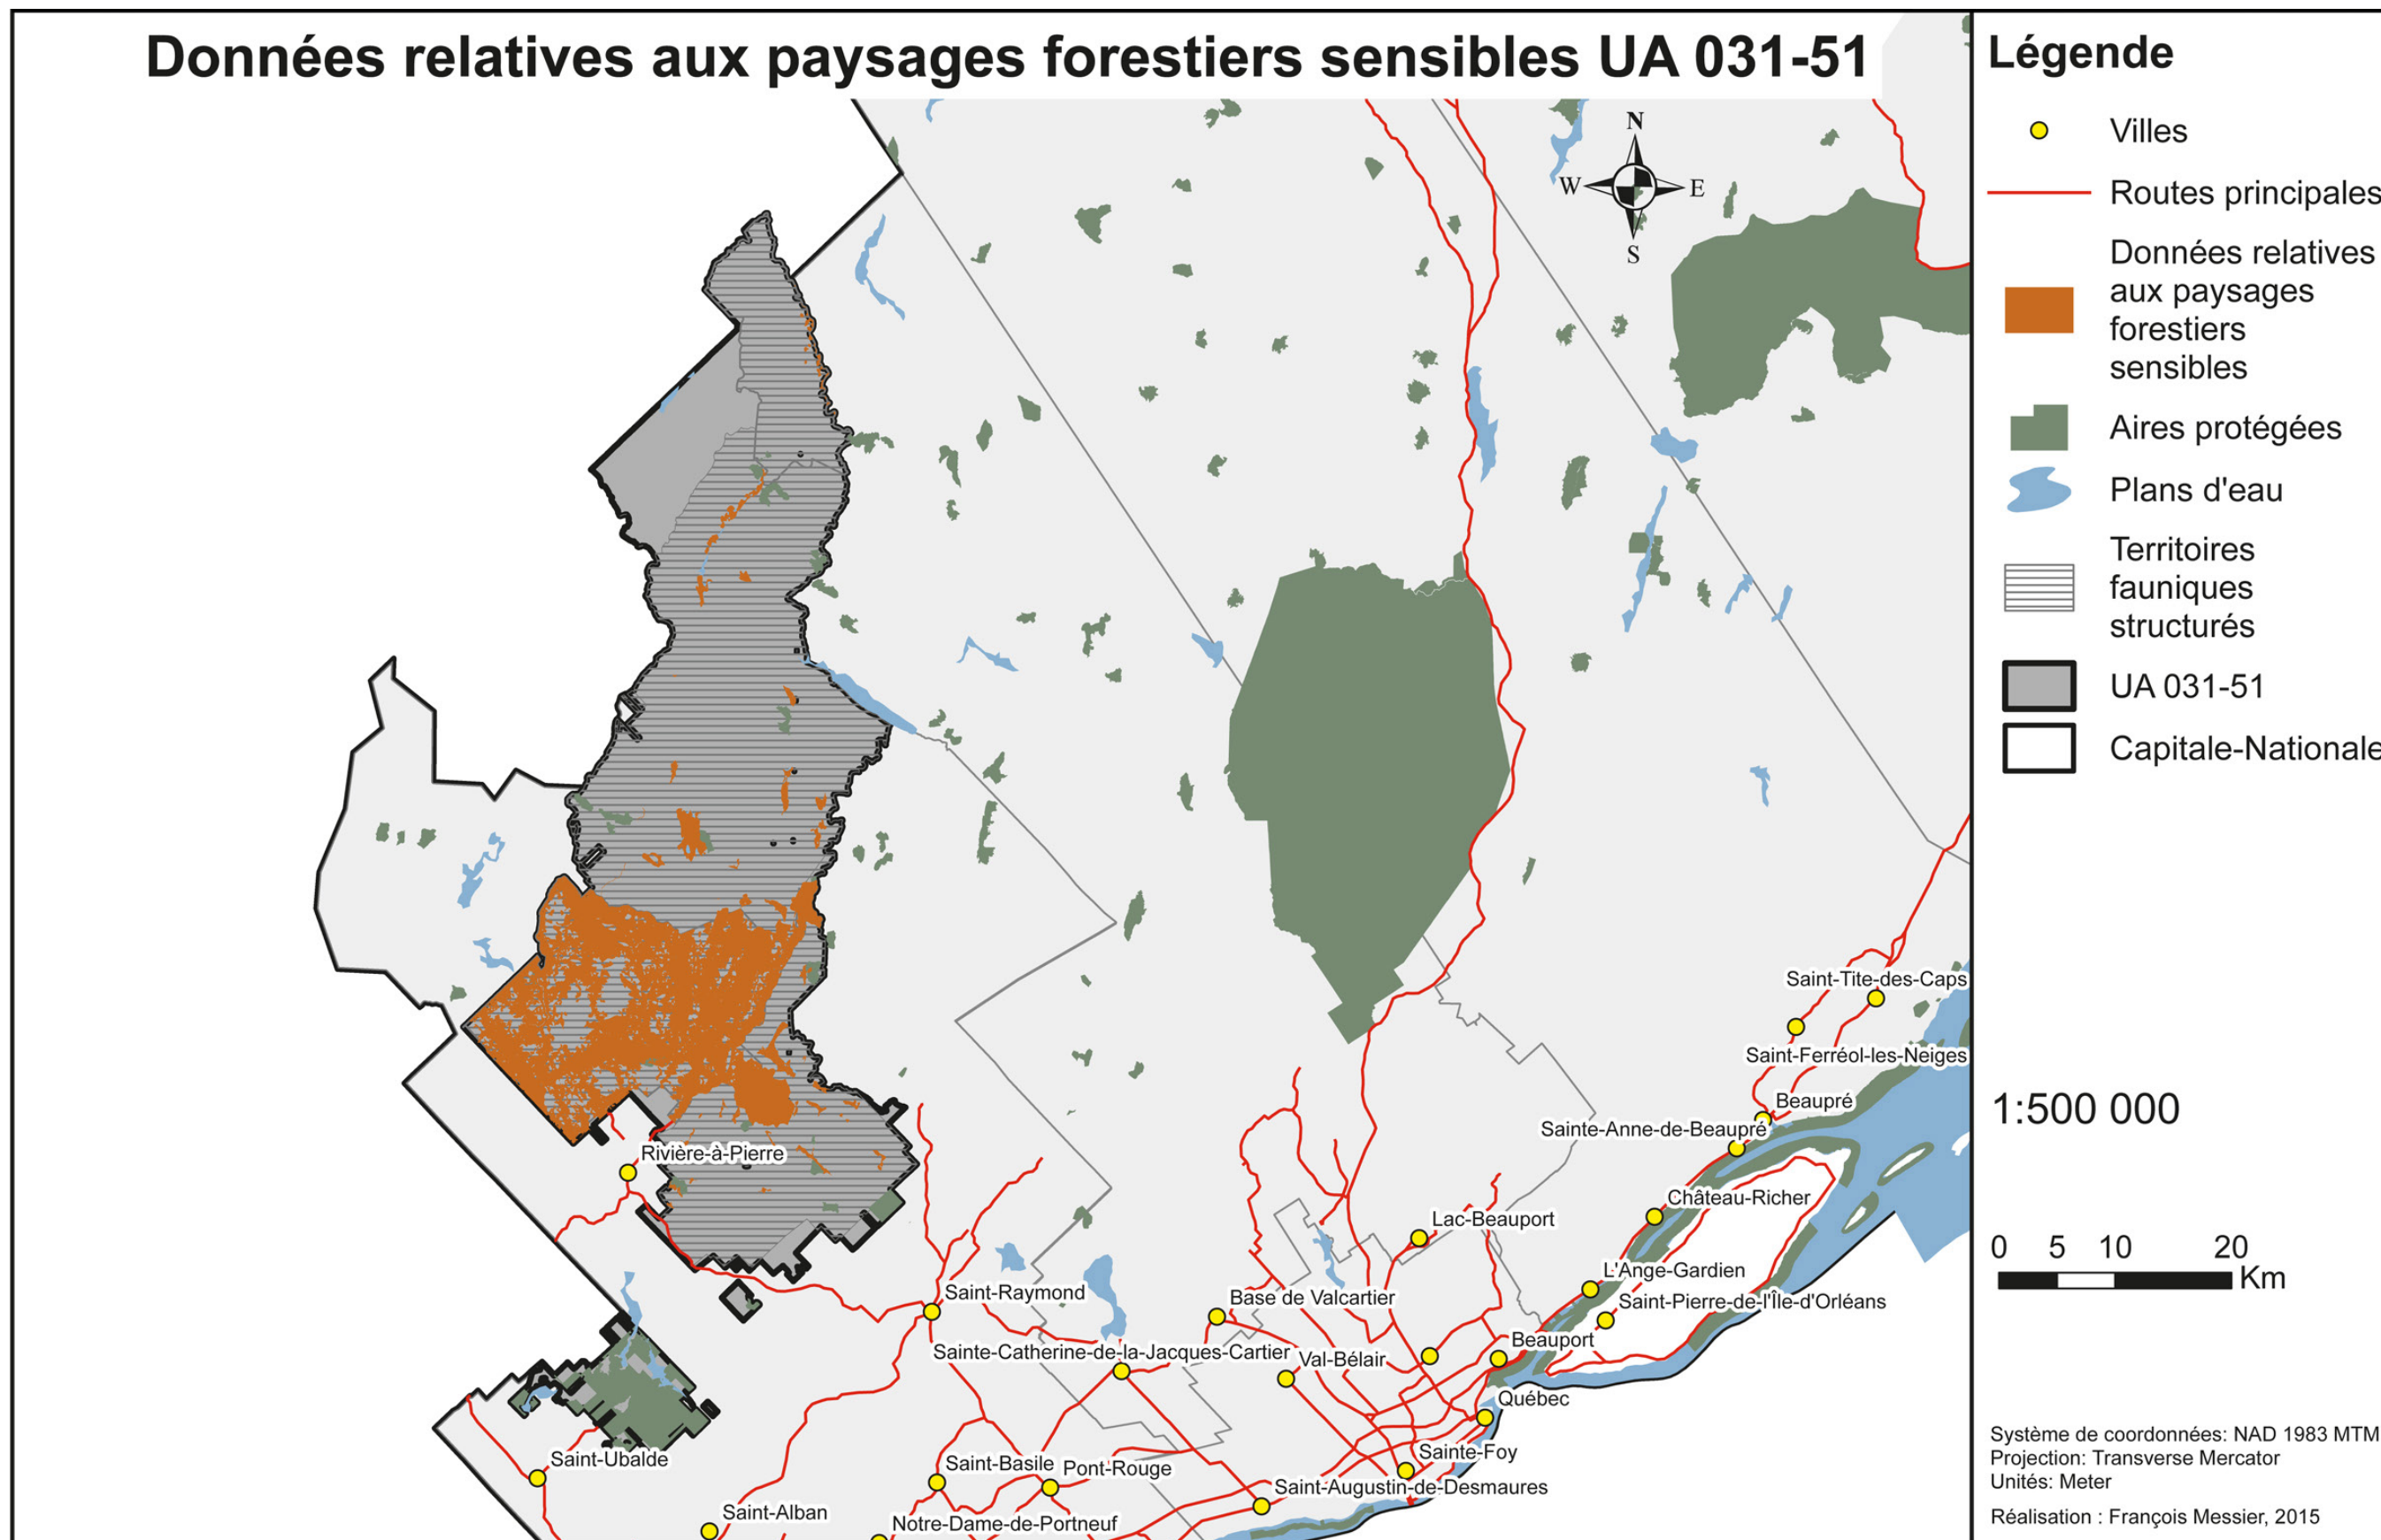 Données relatives aux paysages forestiers sensibles UA 031-51
N
W
E
S
Saint-Tite-des-Caps
Saint-Ferréol-les-Neiges
Beaupré
Sainte-Anne-de-Beaupré
Rivière-à-Pierre
Château-Richer
Lac-Beauport
L'Ange-Gardien
Saint-Raymond
Base de Valcartier
Saint-Pierre-de-l'Île-d'Orléans
Beauport
Sainte-Catherine-de-la-Jacques-Cartier
Val-Bélair
Québec
Saint-Ubalde
Saint-Basile
Pont-Rouge
Sainte-Foy
Saint-Augustin-de-Desmaures
Saint-Alban
Notre-Dame-de-Portneuf
Légende
Villes
Routes principales
Données relatives
aux paysages
forestiers
sensibles
Aires protégées
Plans d'eau
Territoires
fauniques
structurés
UA 031-51
Capitale-Nationale
1:500 000
0 5 10 20
Km
Système de coordonnées: NAD 1983 MTM
Projection: Transverse Mercator
Unités: Meter
Réalisation : François Messier, 2015